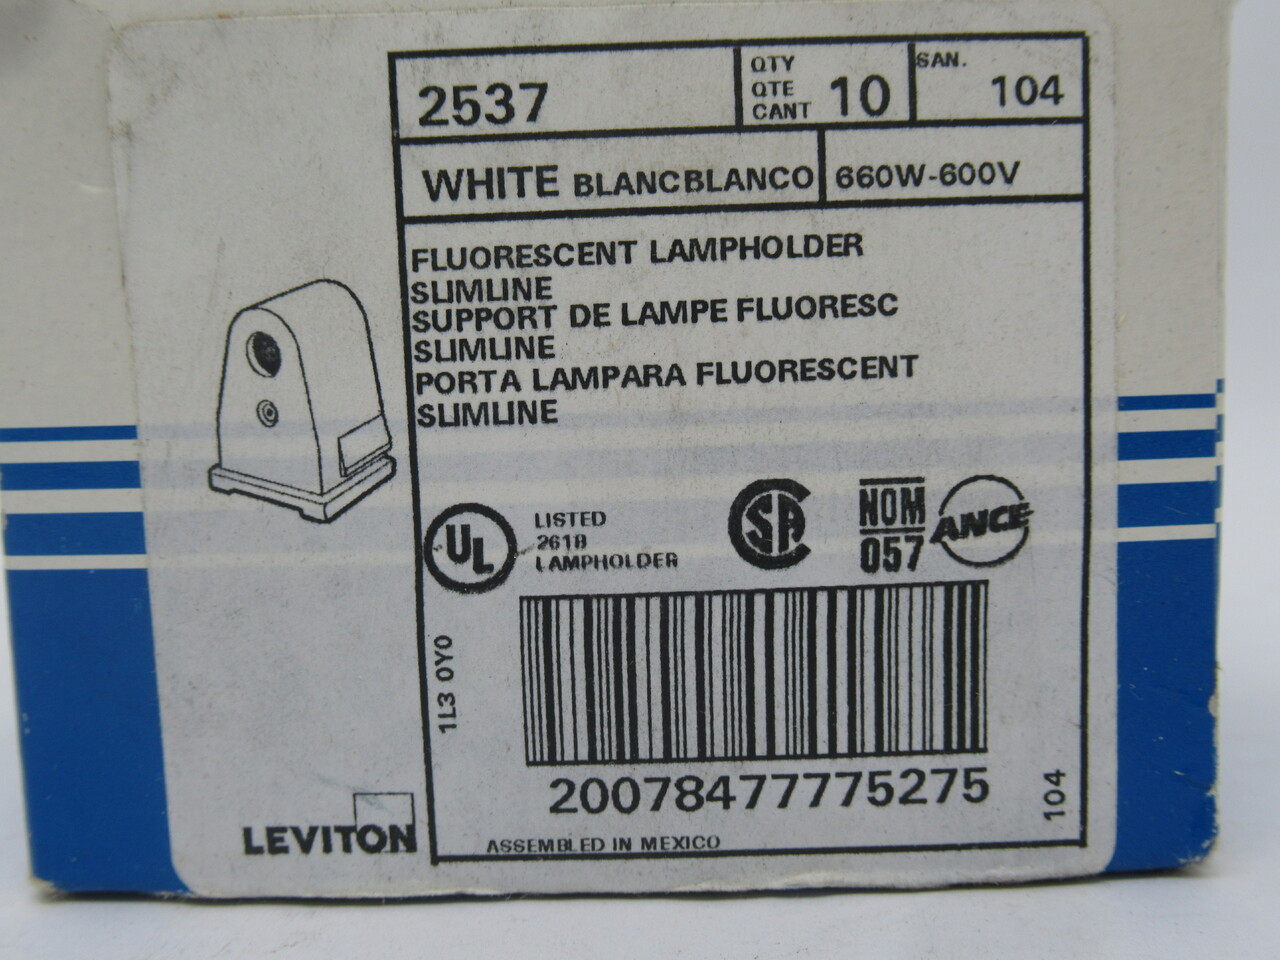 2537
QTY
QTE
CANT
10
SAN.
104
WHITE BLANCBLANCO
660W-600V
FLUORESCENT LAMPHOLDER
SLIMLINE
SUPPORT DE LAMPE FLUORESC
SLIMLINE
PORTA LAMPARA FLUORESCENT
SLIMLINE
UL
LISTED
261B
LAMPHOLDER
SA
NOM
057
ANCE
1L3 0Y0
20078477775275
104
LEVITON
ASSEMBLED IN MEXICO